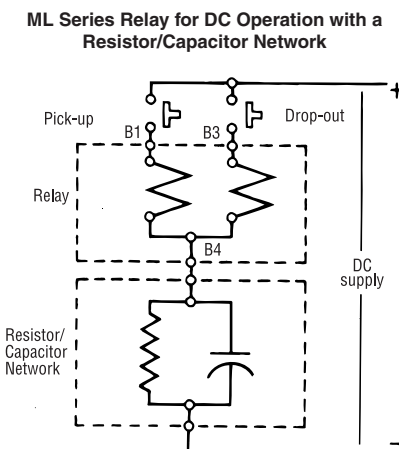 ML Series Relay for DC Operation with a
Resistor/Capacitor Network
+
Pick-up
Drop-out
B1
B3
Relay
B4
DC
supply
Resistor/
Capacitor
Network
−